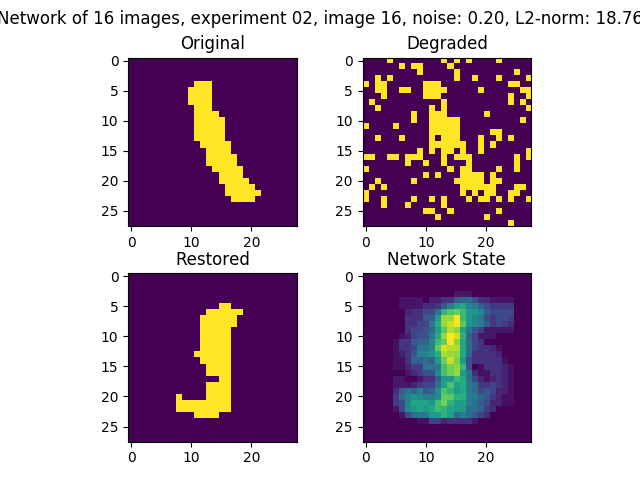 Network of 16 images, experiment 02, image 16, noise: 0.20, L2-norm: 18.76
Original Degraded
0 0
5 5
10 10
15 15
20 20
25 25
0 10 20 0 10 20
Restored Network State
0 0
5 5
10 10
15 15
20 20
25 25
0 10 20 0 10 20